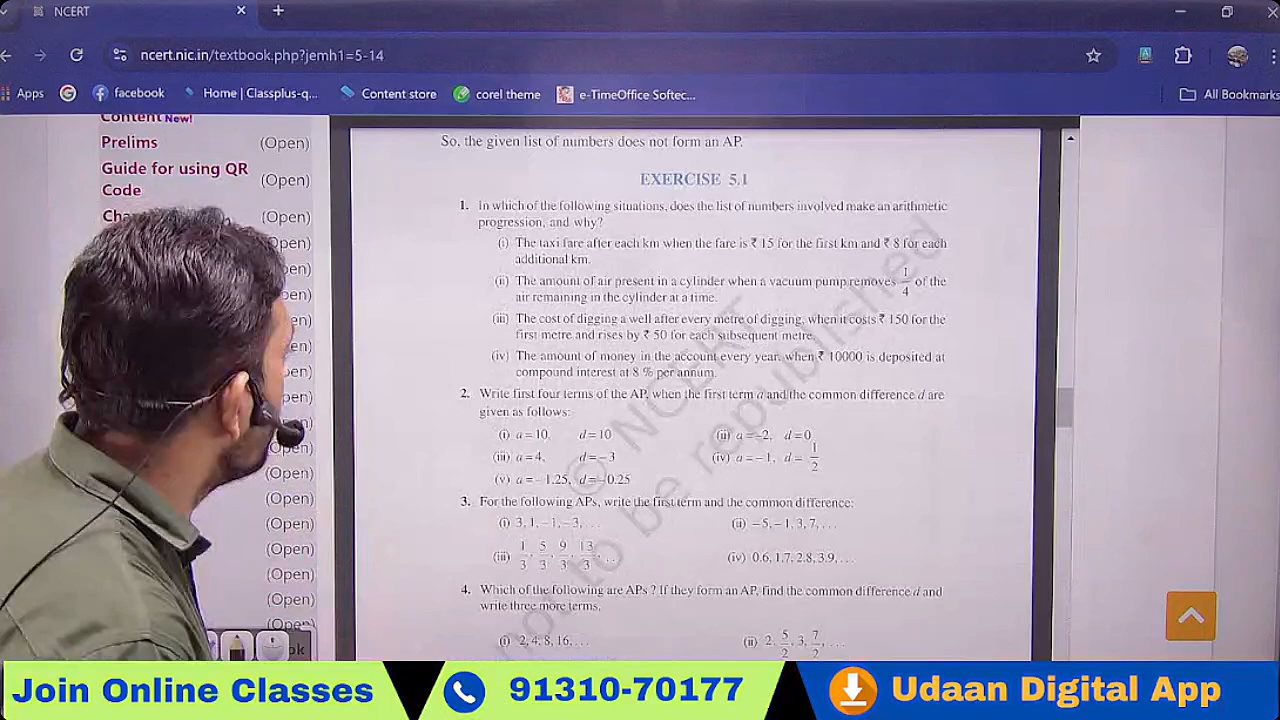 NCERT
ncert.nic.in/textbook.php?jemh1=5-14
Apps facebook Home | Classplus-q... Content store corel theme e-TimeOffice Softec... All Bookmarks
Content New!
Prelims (Open)
Guide for using QR
Code (Open)
(Open)
So, the given list of numbers does not form an AP.
EXERCISE 5.1
1. In which of the following situations, does the list of numbers involved make an arithmetic
progression, and why?
(i) The taxi fare after each km when the fare is ₹ 15 for the first km and ₹ 8 for each
additional km.
(ii) The amount of air present in a cylinder when a vacuum pump removes 1/4 of the
air remaining in the cylinder at a time.
(iii) The cost of digging a well after every metre of digging, when it costs ₹ 150 for the
first metre and rises by ₹ 50 for each subsequent metre.
(iv) The amount of money in the account every year, when ₹ 10000 is deposited at
compound interest at 8 % per annum.
2. Write first four terms of the AP, when the first term a and the common difference d are
given as follows:
(i) a = 10, d = 10 (ii) a = –2, d = 0
(iii) a = 4, d = – 3 (iv) a = – 1, d = 1/2
(v) a = – 1.25, d = – 0.25
3. For the following APs, write the first term and the common difference:
(i) 3, 1, – 1, – 3, . . . (ii) – 5, – 1, 3, 7, . . .
(iii) 1/3, 5/3, 9/3, 13/3, . . . (iv) 0.6, 1.7, 2.8, 3.9, . . .
4. Which of the following are APs ? If they form an AP, find the common difference d and
write three more terms.
(i) 2, 4, 8, 16, . . . (ii) 2, 5/2, 3, 7/2, . . .
(Open)
(Open)
(Open)
(Open)
(Open)
(Open)
© NCERT
not to be republished
Join Online Classes
91310-70177
Udaan Digital App